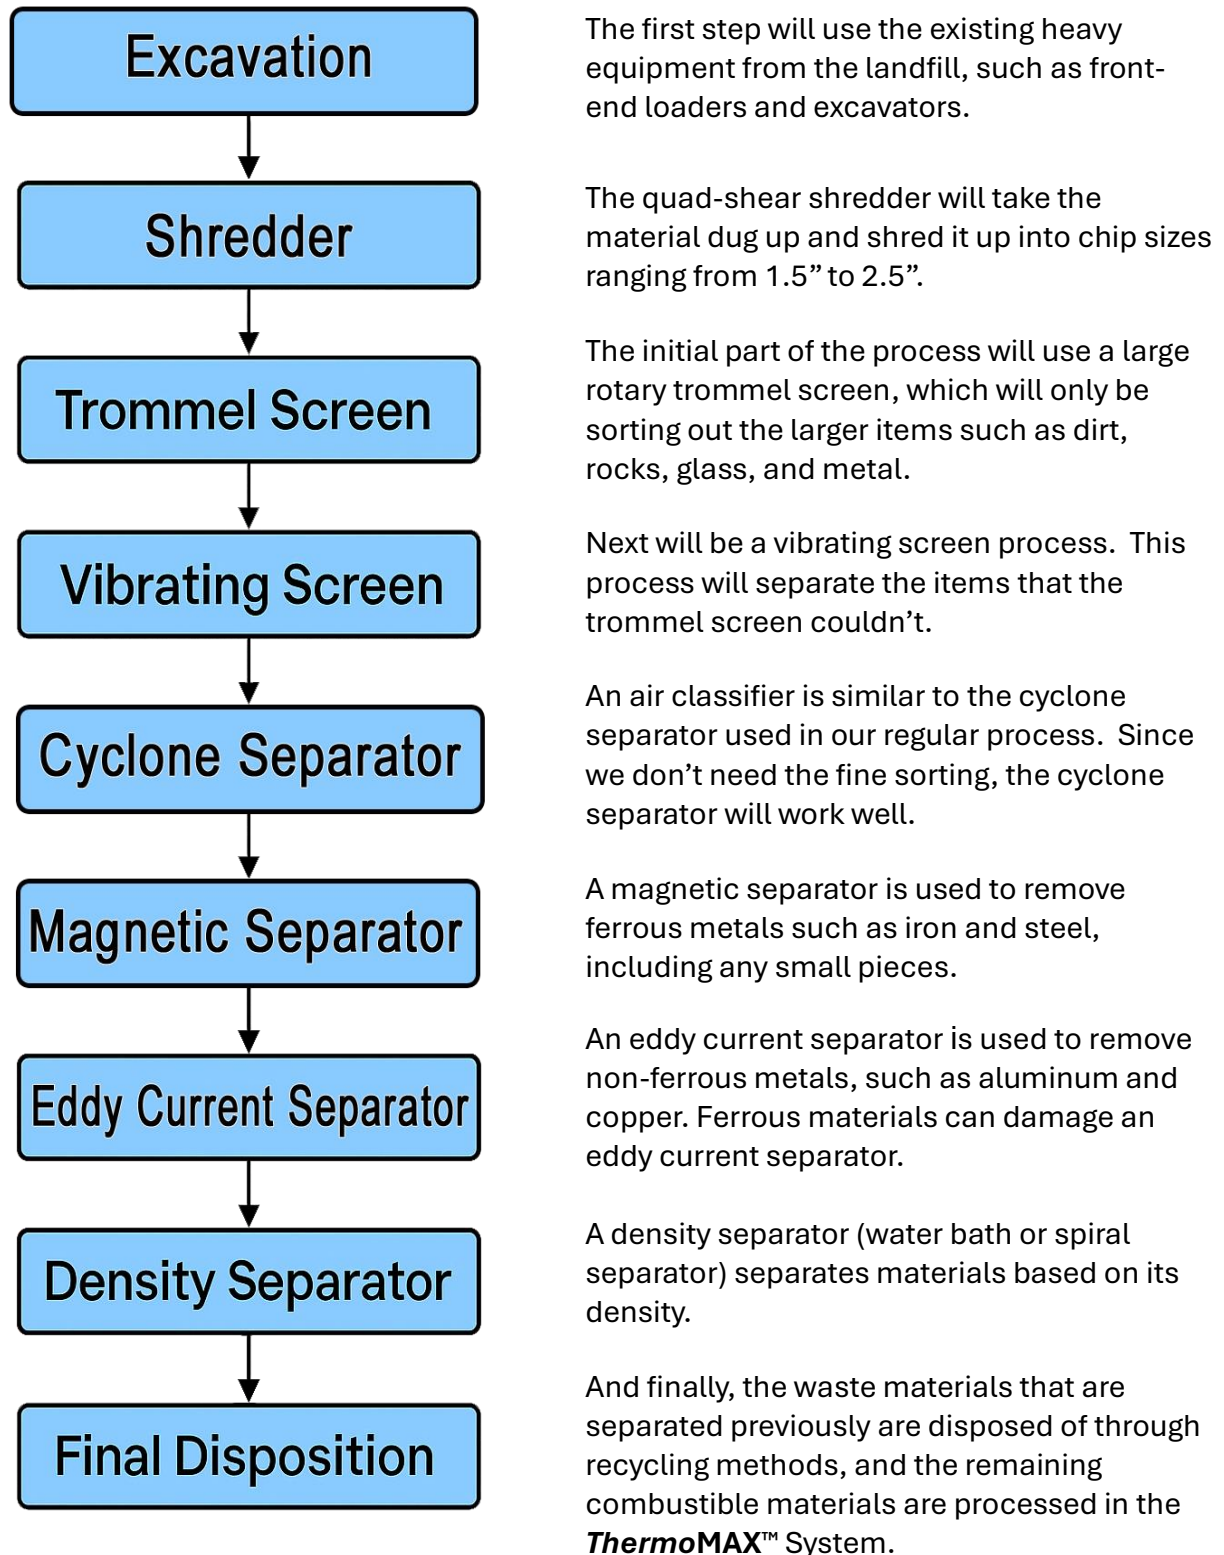 Excavation
The first step will use the existing heavy
equipment from the landfill, such as front-
end loaders and excavators.
Shredder
The quad-shear shredder will take the
material dug up and shred it up into chip sizes
ranging from 1.5” to 2.5”.
Trommel Screen
The initial part of the process will use a large
rotary trommel screen, which will only be
sorting out the larger items such as dirt,
rocks, glass, and metal.
Vibrating Screen
Next will be a vibrating screen process.  This
process will separate the items that the
trommel screen couldn’t.
Cyclone Separator
An air classifier is similar to the cyclone
separator used in our regular process.  Since
we don’t need the fine sorting, the cyclone
separator will work well.
Magnetic Separator
A magnetic separator is used to remove
ferrous metals such as iron and steel,
including any small pieces.
Eddy Current Separator
An eddy current separator is used to remove
non-ferrous metals, such as aluminum and
copper. Ferrous materials can damage an
eddy current separator.
Density Separator
A density separator (water bath or spiral
separator) separates materials based on its
density.
Final Disposition
And finally, the waste materials that are
separated previously are disposed of through
recycling methods, and the remaining
combustible materials are processed in the
ThermoMAX™ System.